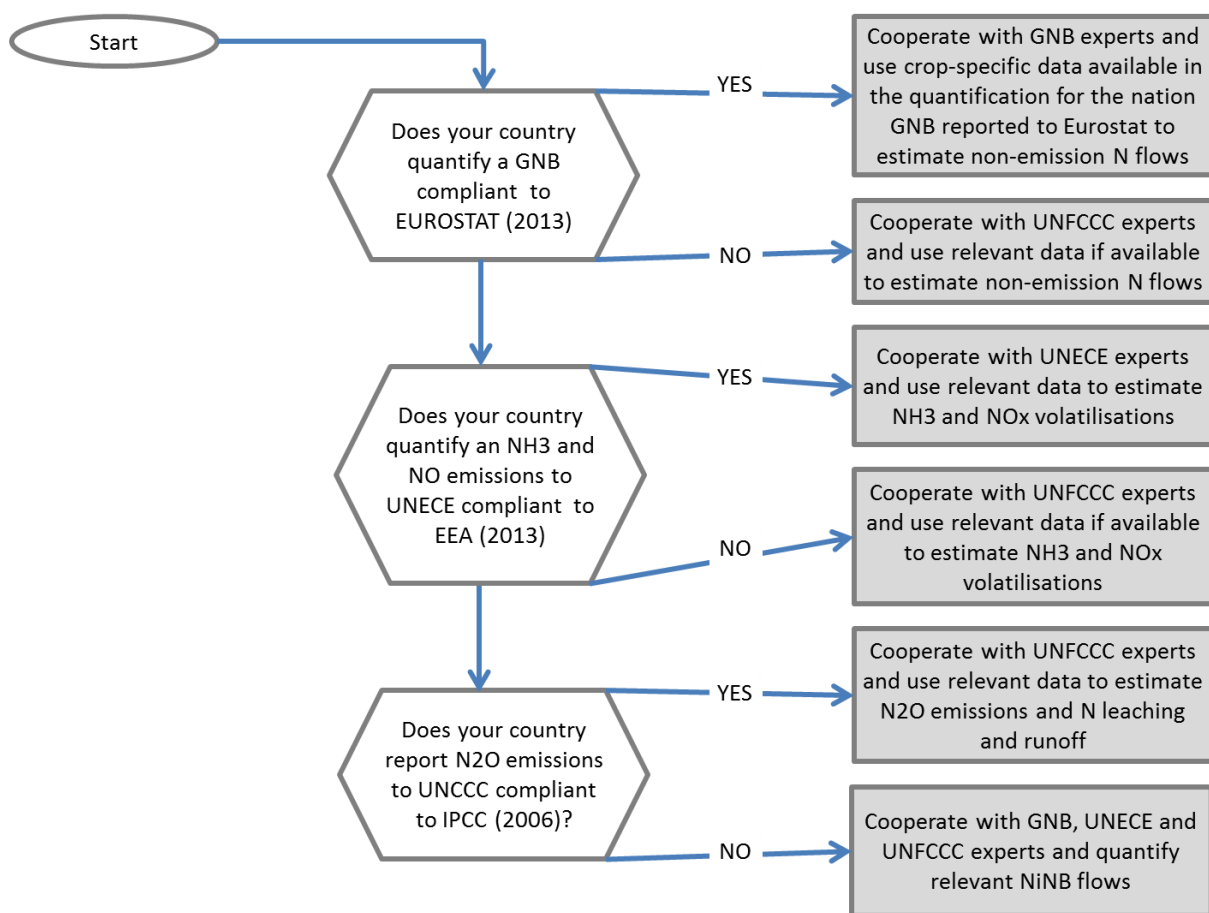 Start
Does your country
quantify a GNB
compliant to
EUROSTAT (2013)
YES
Cooperate with GNB experts and
use crop-specific data available in
the quantification for the nation
GNB reported to Eurostat to
estimate non-emission N flows
NO
Cooperate with UNFCCC experts
and use relevant data if available
to estimate non-emission N flows
Does your country
quantify an NH3 and
NO emissions to
UNECE compliant to
EEA (2013)
YES
Cooperate with UNECE experts
and use relevant data to estimate
NH3 and NOx volatilisations
NO
Cooperate with UNFCCC experts
and use relevant data if available
to estimate NH3 and NOx
volatilisations
Does your country
report N2O emissions
to UNCCC compliant
to IPCC (2006)?
YES
Cooperate with UNFCCC experts
and use relevant data to estimate
N2O emissions and N leaching
and runoff
NO
Cooperate with GNB, UNECE and
UNFCCC experts and quantify
relevant NiNB flows